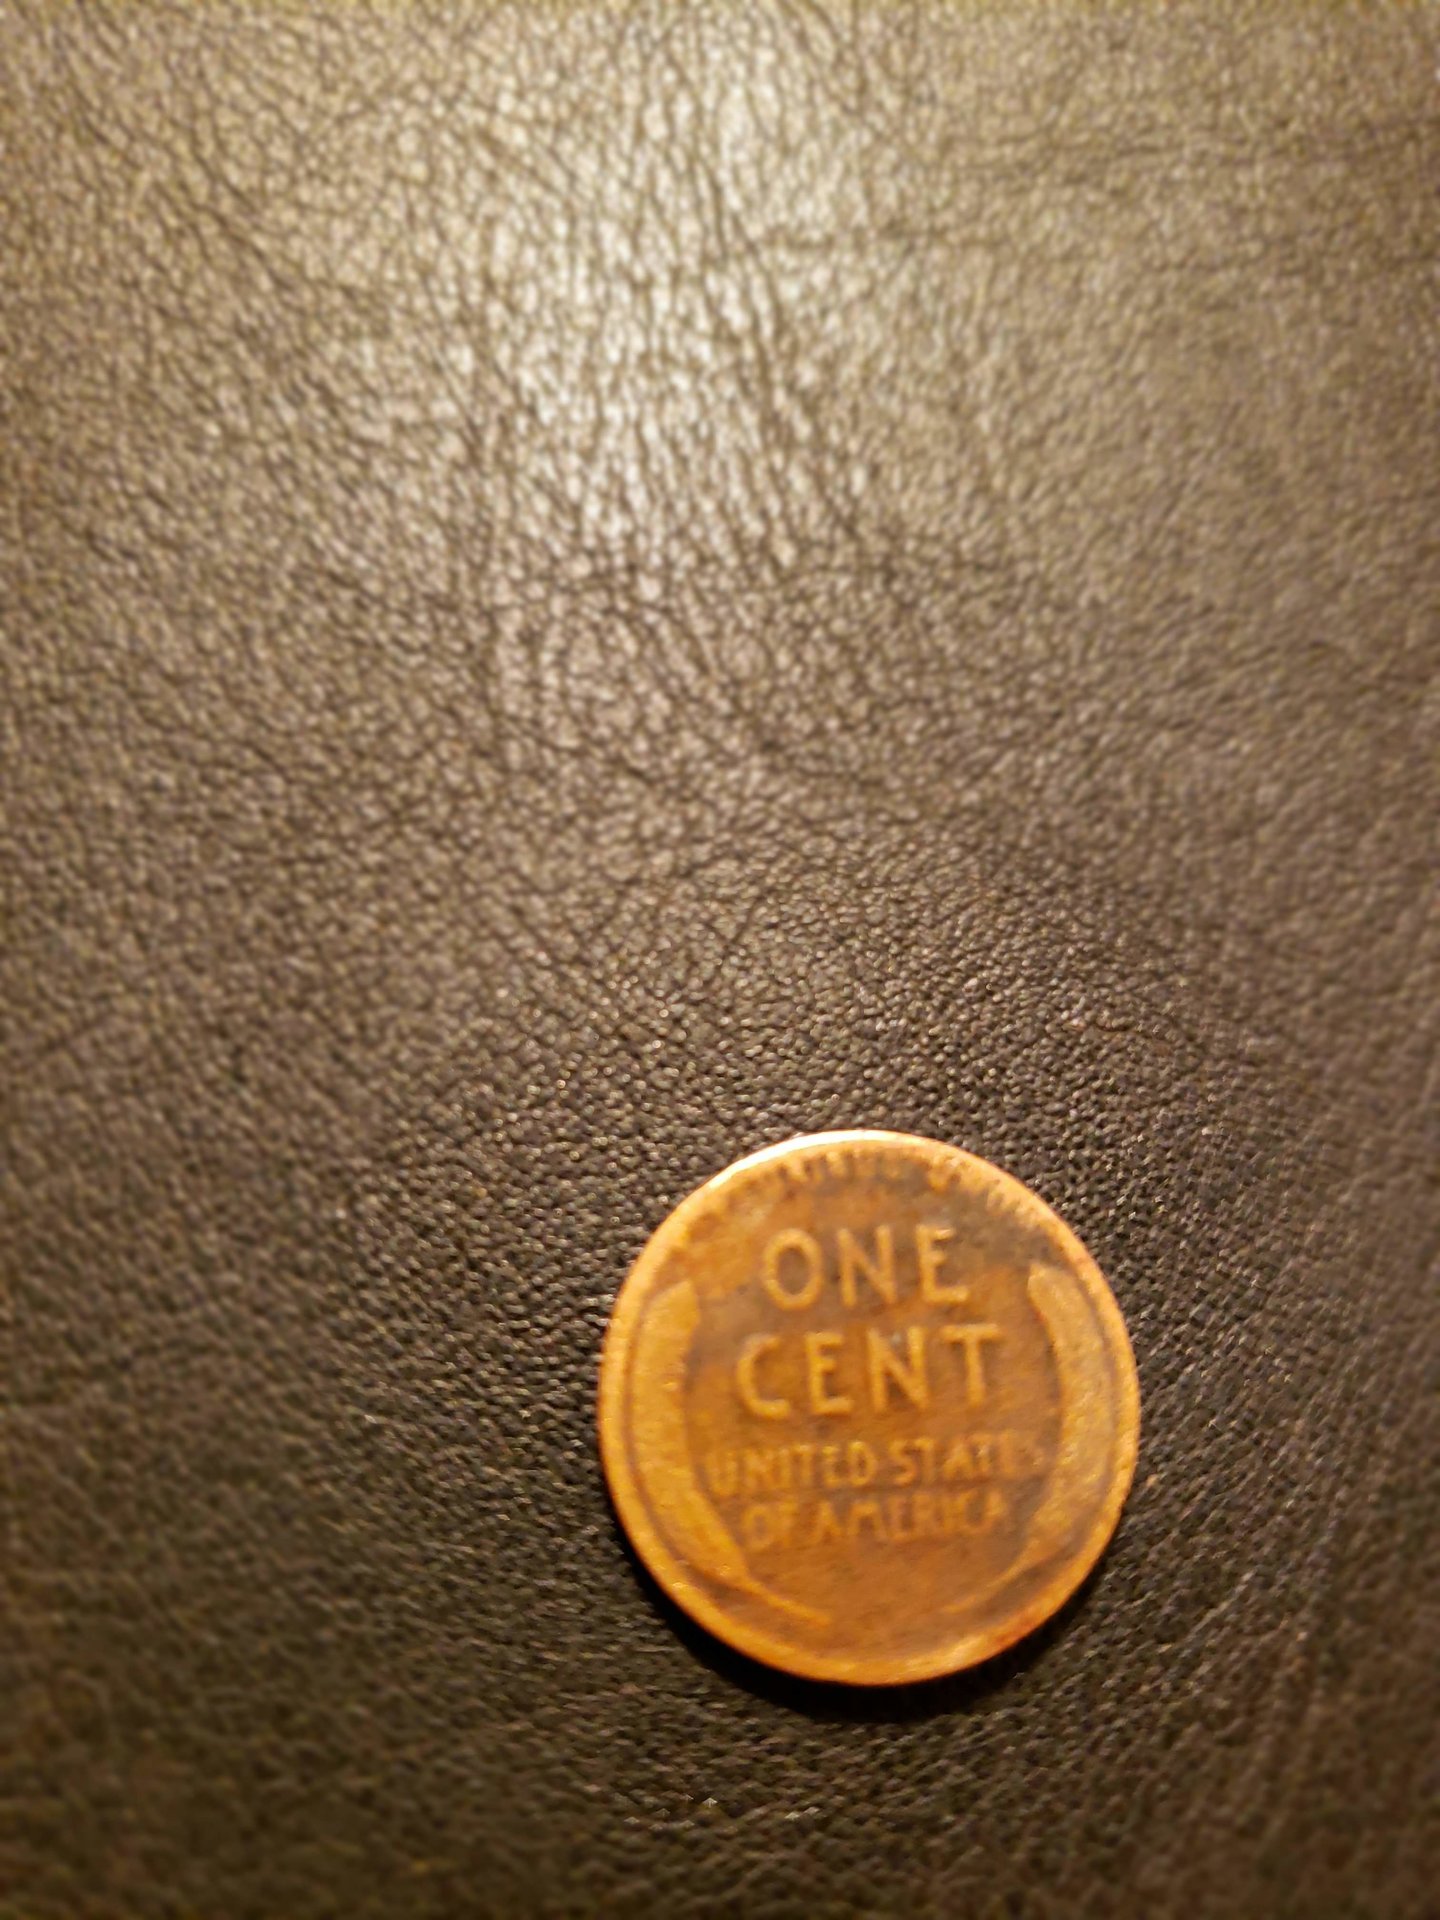 ONE
CENT
UNITED STATES
OF AMERICA